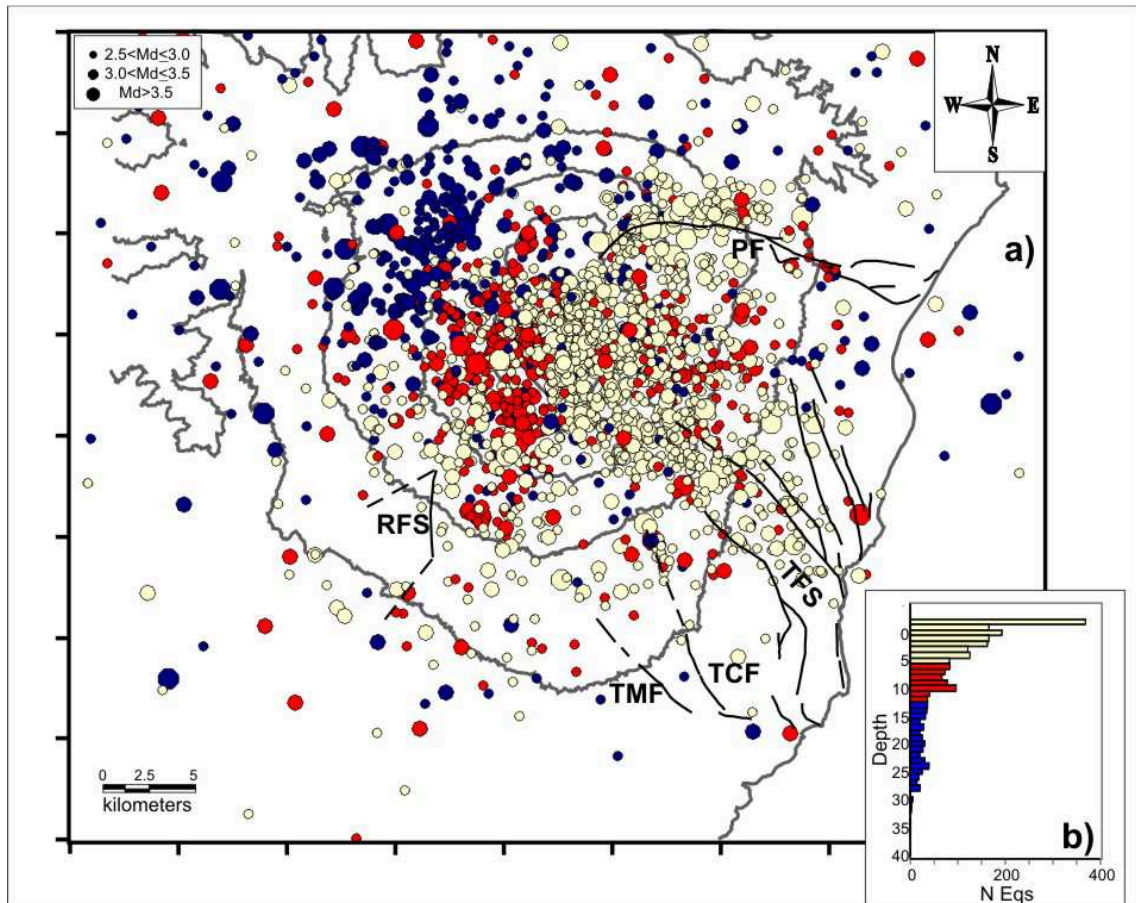 2.5<Md≤3.0
3.0<Md≤3.5
Md>3.5
N
W E
S
a)
PF
RFS
TFS
TCF
TMF
0 2.5 5
kilometers
Depth
0
5
10
15
20
25
30
35
40
0 200 400
N Eqs
b)